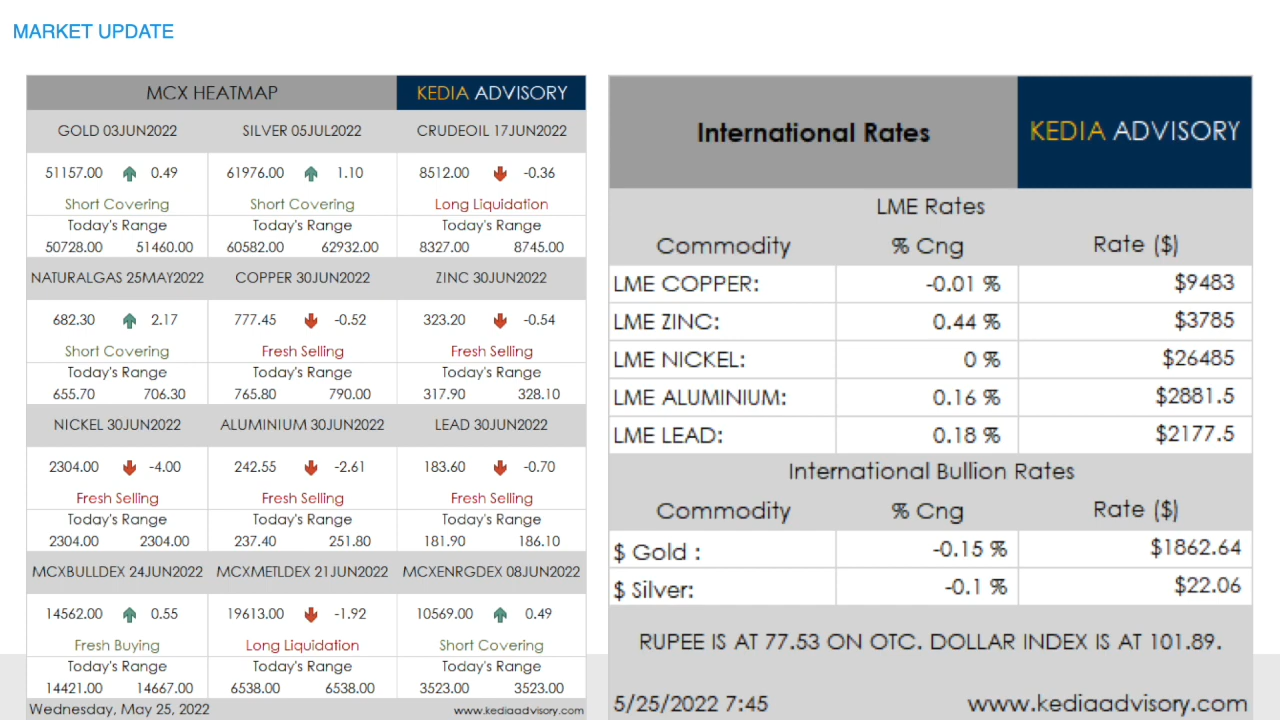 MARKET UPDATE
MCX HEATMAP KEDIA ADVISORY
GOLD 03JUN2022 SILVER 05JUL2022 CRUDEOIL 17JUN2022
51157.00 0.49 61976.00 1.10 8512.00 -0.36
Short Covering Short Covering Long Liquidation
Today's Range Today's Range Today's Range
50728.00 51460.00 60582.00 62932.00 8327.00 8745.00
NATURALGAS 25MAY2022 COPPER 30JUN2022 ZINC 30JUN2022
682.30 2.17 777.45 -0.52 323.20 -0.54
Short Covering Fresh Selling Fresh Selling
Today's Range Today's Range Today's Range
655.70 706.30 765.80 790.00 317.90 328.10
NICKEL 30JUN2022 ALUMINIUM 30JUN2022 LEAD 30JUN2022
2304.00 -4.00 242.55 -2.61 183.60 -0.70
Fresh Selling Fresh Selling Fresh Selling
Today's Range Today's Range Today's Range
2304.00 2304.00 237.40 251.80 181.90 186.10
MCXBULLDEX 24JUN2022 MCXMETLDEX 21JUN2022 MCXENRGDEX 08JUN2022
14562.00 0.55 19613.00 -1.92 10569.00 0.49
Fresh Buying Long Liquidation Short Covering
Today's Range Today's Range Today's Range
14421.00 14667.00 6538.00 6538.00 3523.00 3523.00
Wednesday, May 25, 2022 www.kediaadvisory.com
International Rates KEDIA ADVISORY
LME Rates
Commodity % Cng Rate ($)
LME COPPER: -0.01 % $9483
LME ZINC: 0.44 % $3785
LME NICKEL: 0 % $26485
LME ALUMINIUM: 0.16 % $2881.5
LME LEAD: 0.18 % $2177.5
International Bullion Rates
Commodity % Cng Rate ($)
$ Gold : -0.15 % $1862.64
$ Silver: -0.1 % $22.06
RUPEE IS AT 77.53 ON OTC. DOLLAR INDEX IS AT 101.89.
5/25/2022 7:45 www.kediaadvisory.com